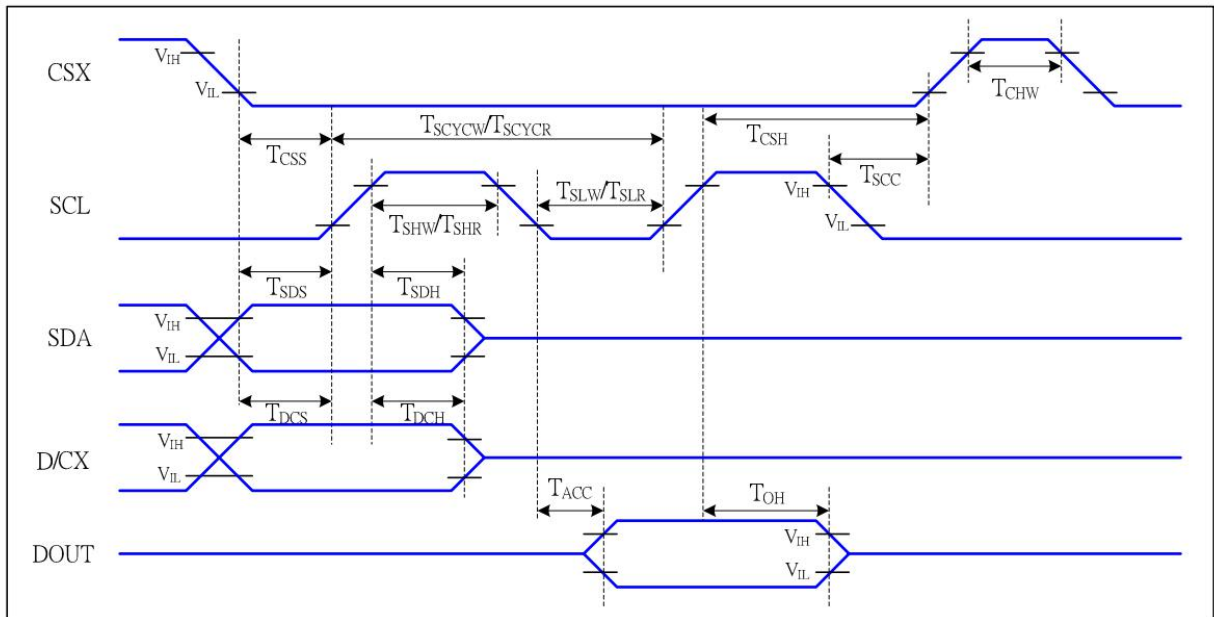 CSX
VIH
VIL
TCHW
TCSS
TSCYCW/TSCYCR
TCSH
TSCC
SCL
TSHW/TSHR
TSLW/TSLR
VIH
VIL
TSDS
TSDH
SDA
VIH
VIL
TDCS
TDCH
D/CX
VIH
VIL
TACC
TOH
DOUT
VIH
VIL